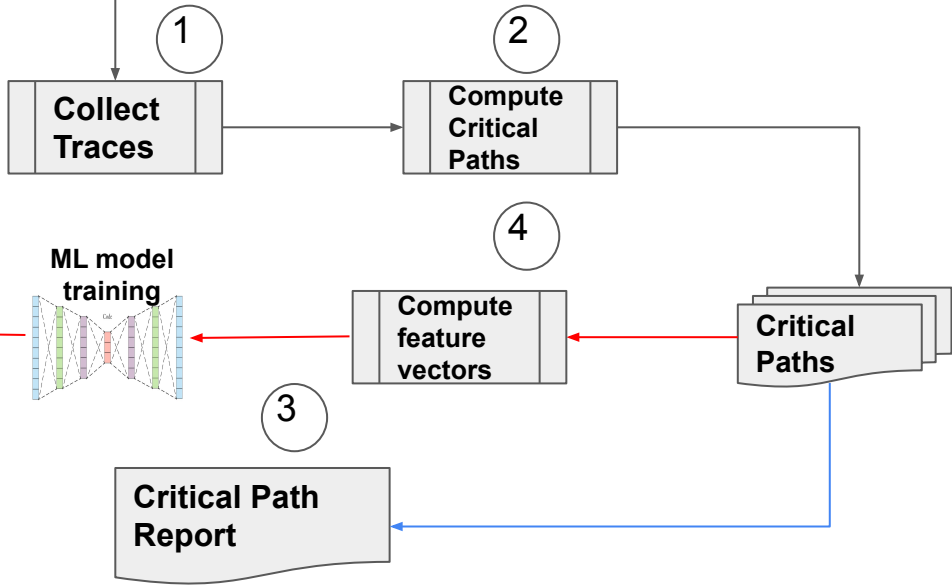 1
2
Collect
Traces
Compute
Critical
Paths
4
ML model
training
Code
Compute
feature
vectors
Critical
Paths
3
Critical Path
Report